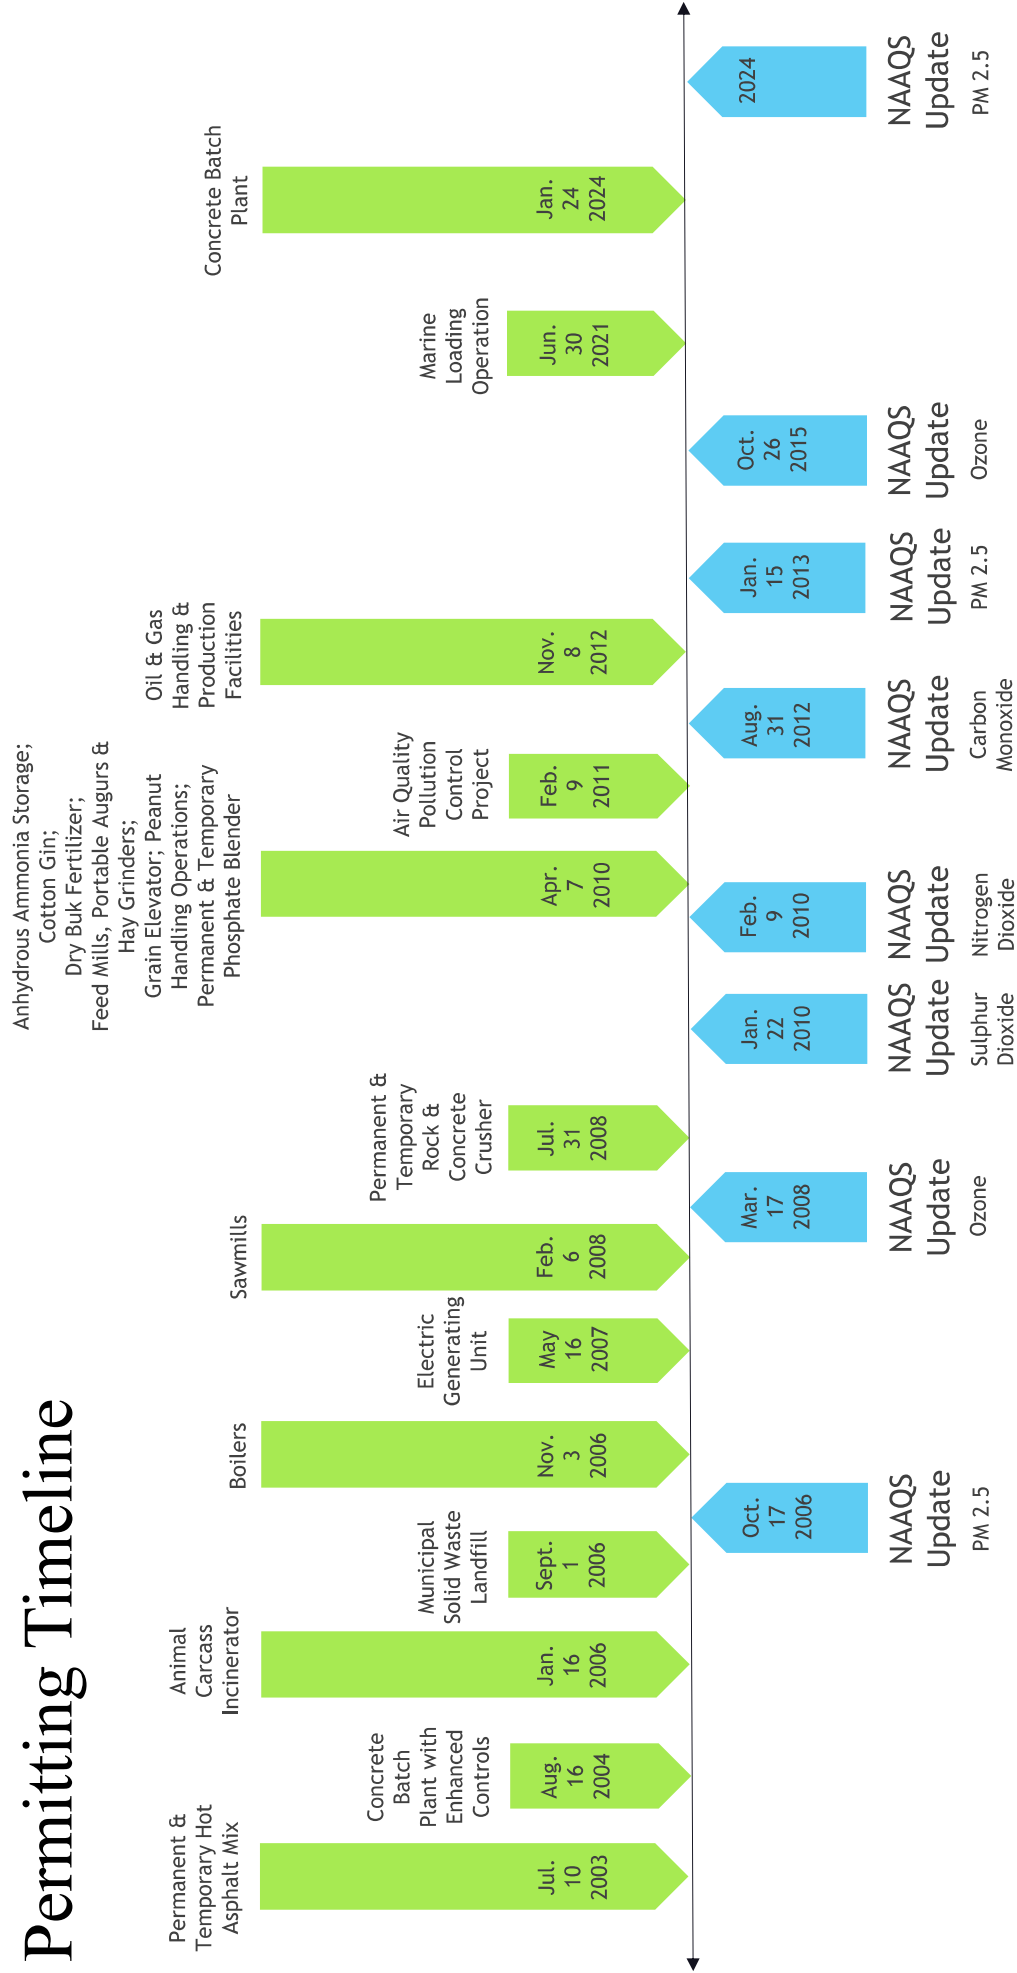 Permitting Timeline
Permanent &
Temporary Hot
Asphalt Mix
Jul.
10
2003
Concrete
Batch
Plant with
Enhanced
Controls
Aug.
16
2004
Animal
Carcass
Incinerator
Jan.
16
2006
Municipal
Solid Waste
Landfill
Sept.
1
2006
Boilers
Nov.
3
2006
Electric
Generating
Unit
May
16
2007
Sawmills
Feb.
6
2008
Permanent &
Temporary
Rock &
Concrete
Crusher
Jul.
31
2008
Anhydrous Ammonia Storage;
Cotton Gin;
Dry Buk Fertilizer;
Feed Mills, Portable Augurs &
Hay Grinders;
Grain Elevator; Peanut
Handling Operations;
Permanent & Temporary
Phosphate Blender
Apr.
7
2010
Air Quality
Pollution
Control
Project
Feb.
9
2011
Oil & Gas
Handling &
Production
Facilities
Nov.
8
2012
Marine
Loading
Operation
Jun.
30
2021
Concrete Batch
Plant
Jan.
24
2024
Oct.
17
2006
NAAQS
Update
PM 2.5
Mar.
17
2008
NAAQS
Update
Ozone
Jan.
22
2010
NAAQS
Update
Sulphur
Dioxide
Feb.
9
2010
NAAQS
Update
Nitrogen
Dioxide
Aug.
31
2012
NAAQS
Update
Carbon
Monoxide
Jan.
15
2013
NAAQS
Update
PM 2.5
Oct.
26
2015
NAAQS
Update
Ozone
2024
NAAQS
Update
PM 2.5